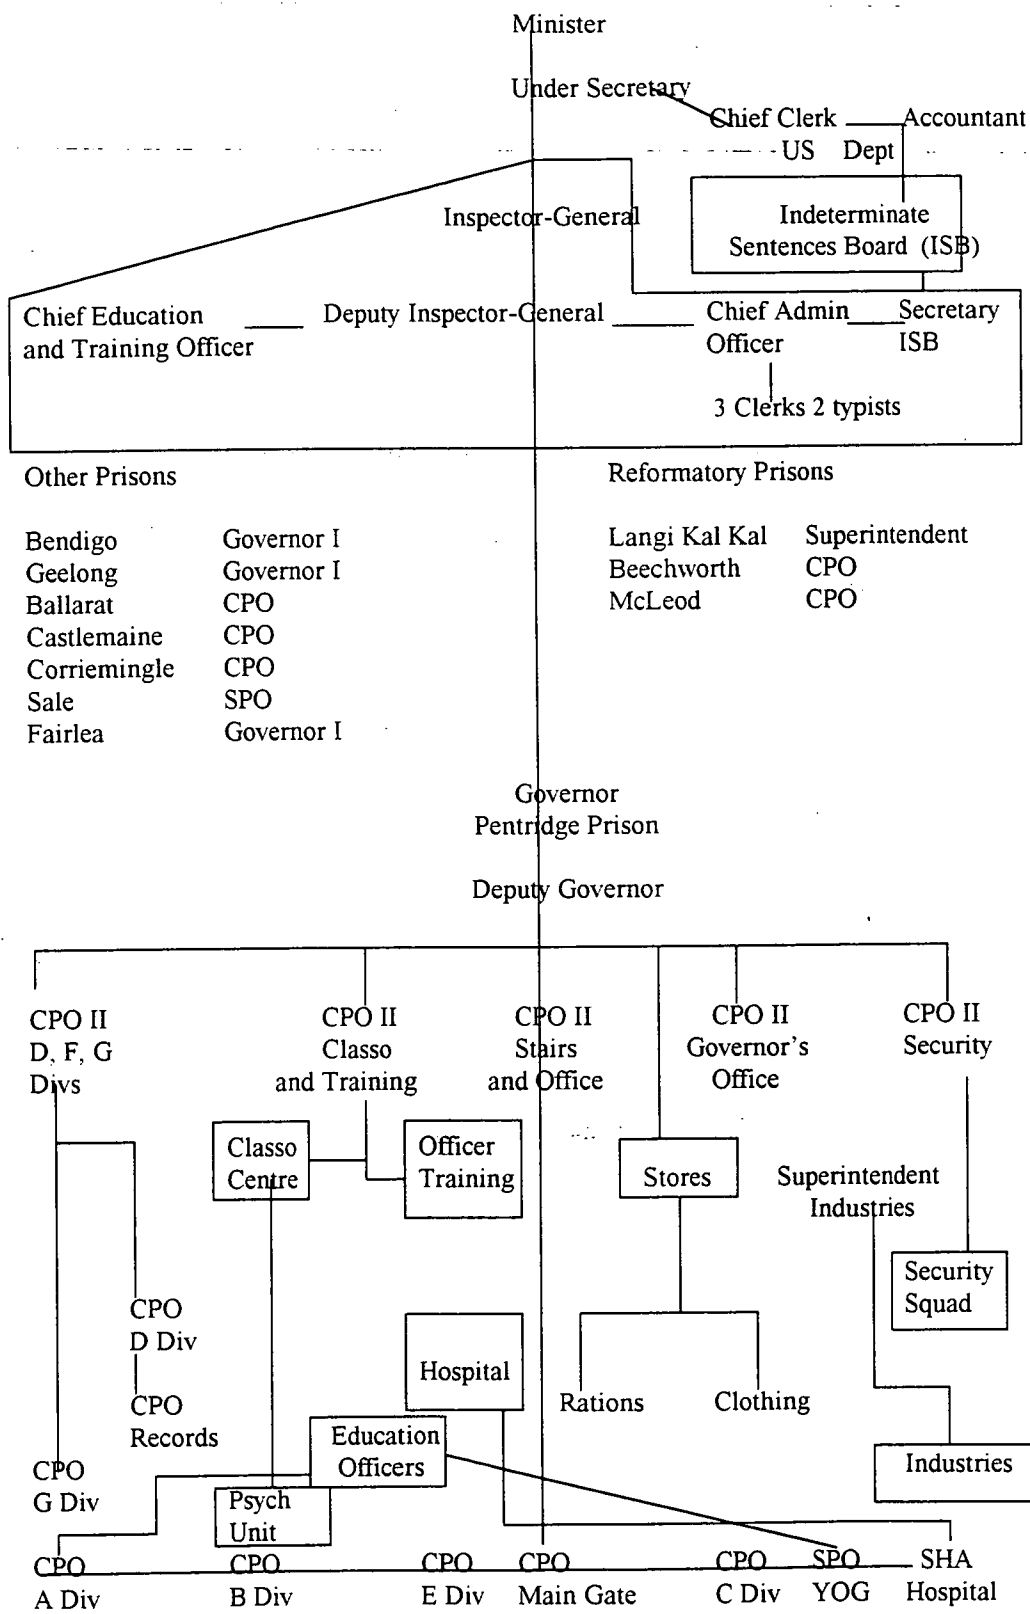 Minister
Under Secretary
Chief Clerk Accountant
US Dept
Inspector-General
Indeterminate
Sentences Board (ISB)
Chief Education
and Training Officer
Deputy Inspector-General
Chief Admin
Officer
Secretary
ISB
3 Clerks 2 typists
Other Prisons
Bendigo Governor I
Geelong Governor I
Ballarat CPO
Castlemaine CPO
Corriemingle CPO
Sale SPO
Fairlea Governor I
Reformatory Prisons
Langi Kal Kal Superintendent
Beechworth CPO
McLeod CPO
Governor
Pentridge Prison
Deputy Governor
CPO II
D, F, G
Divs
CPO II
Classo
and Training
CPO II
Stairs
and Office
CPO II
Governor's
Office
CPO II
Security
Classo
Centre
Officer
Training
Stores
Superintendent
Industries
Security
Squad
CPO
D Div
Hospital
Rations
Clothing
CPO
Records
Education
Officers
Industries
CPO
G Div
Psych
Unit
CPO
A Div
CPO
B Div
CPO
E Div
CPO
Main Gate
CPO
C Div
SPO
YOG
SHA
Hospital